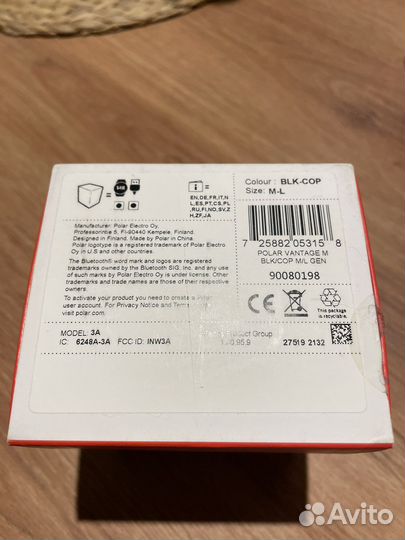 Colour : BLK-COP
Size: M-L
EN,DE,FR,IT,N
L,ES,PT,CS,PL
,RU,FI,NO,SV,Z
H,ZF,JA
7 25882 05315 8
POLAR VANTAGE M
BLK/COP M/L GEN
90080198
Manufacturer: Polar Electro Oy,
Professorintie 5, FI-90440 Kempele, Finland.
Designed in Finland. Made by Polar in China.
Polar logotype is a registered trademark of Polar Electro
Oy in U.S and other countries.
The Bluetooth® word mark and logos are registered
trademarks owned by the Bluetooth SIG, Inc. and any use
of such marks by Polar Electro Oy is under license. Other
trademarks and trade names are those of their respective
owners.
To activate your product you may need to create a Polar
user account. For Privacy Notice and Terms
visit polar.com.
CE
This
package
is recyclable.
MODEL: 3A
IC: 6248A-3A FCC ID: INW3A
Product Group
95.9
27519 2132
Avito